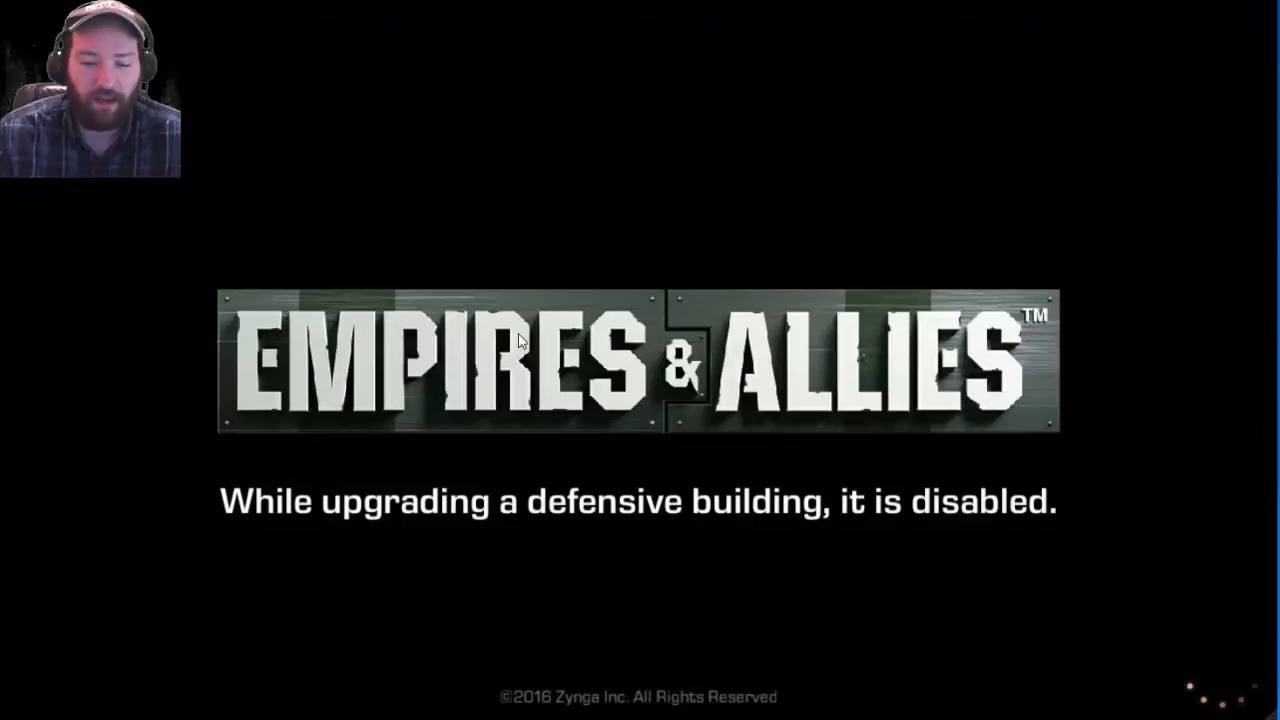 EMPIRES & ALLIES™
While upgrading a defensive building, it is disabled.
©2016 Zynga Inc. All Rights Reserved